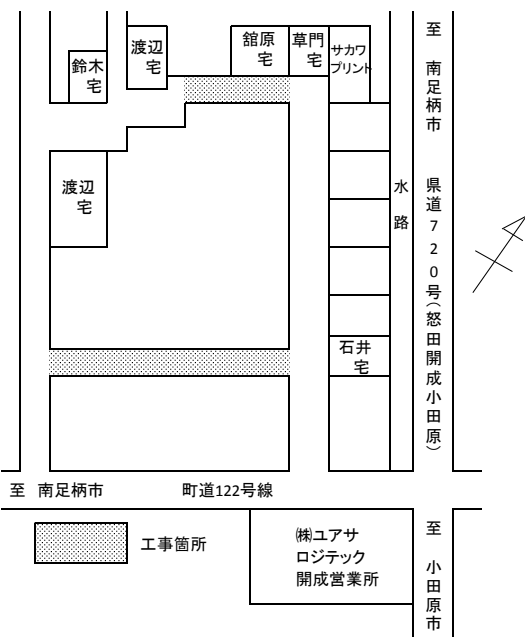 渡辺
宅
鈴木
宅
舘原
宅
草門
宅
サカワ
プリント
至 南足柄市
渡辺
宅
水路
県道720号(怒田開成小田原)
石井
宅
至 南足柄市
町道122号線
工事箇所
㈱ユアサ
ロジテック
開成営業所
至 小田原市